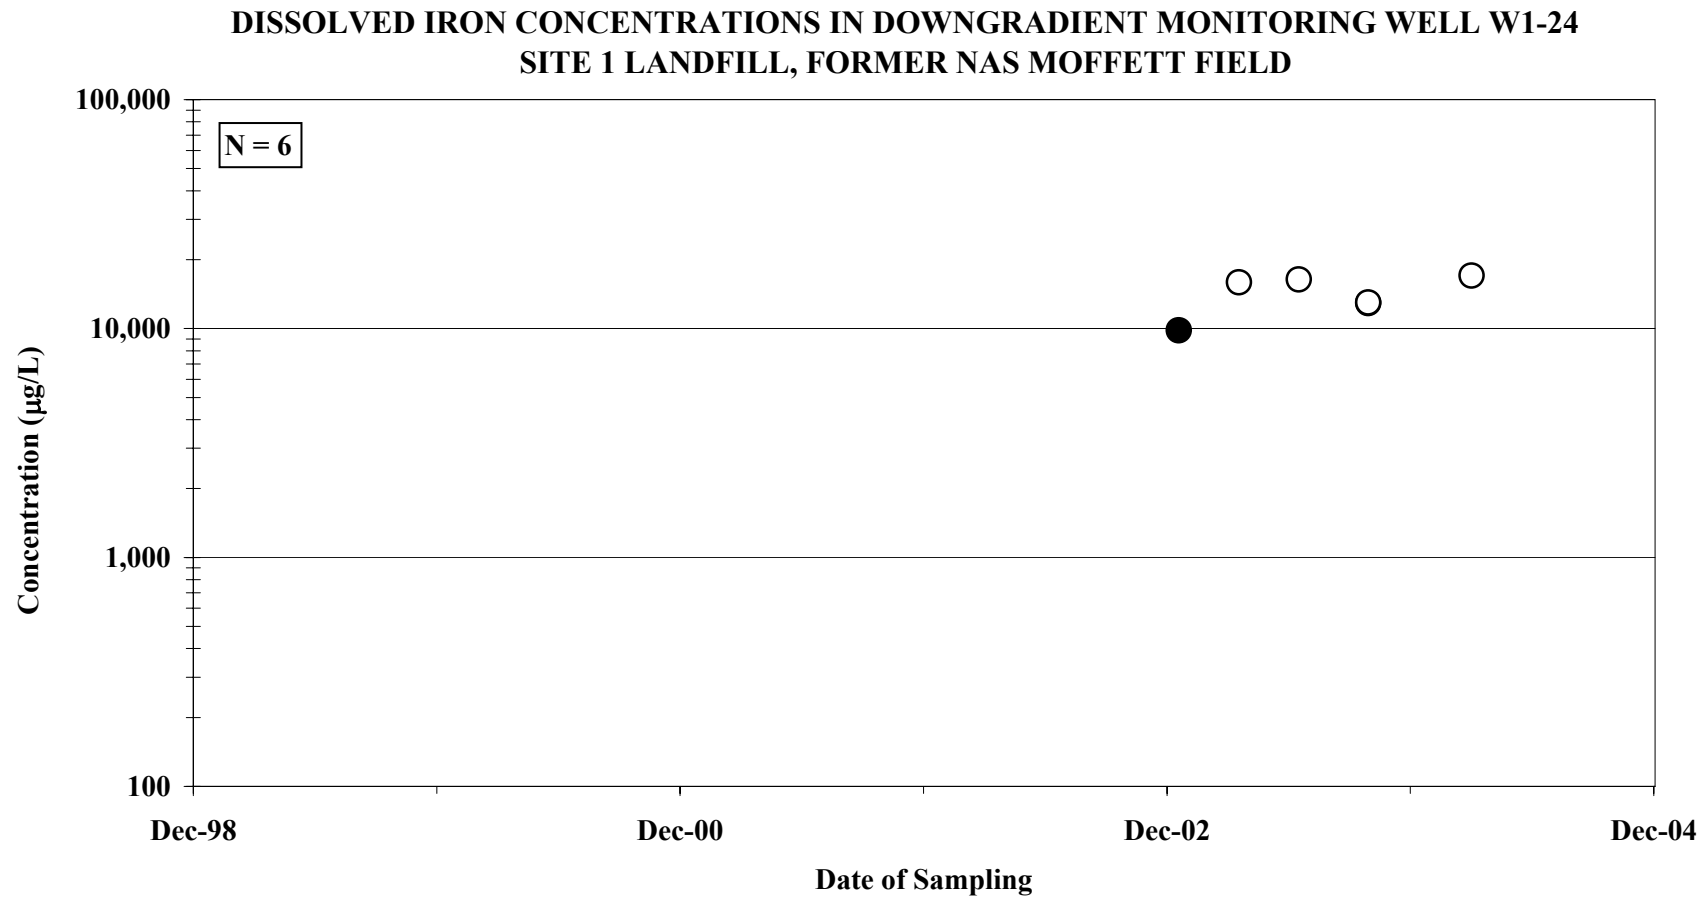 DISSOLVED IRON CONCENTRATIONS IN DOWNGRADIENT MONITORING WELL W1-24
SITE 1 LANDFILL, FORMER NAS MOFFETT FIELD
100,000
N = 6
10,000
1,000
100
Concentration (µg/L)
Dec-98
Dec-00
Dec-02
Dec-04
Date of Sampling